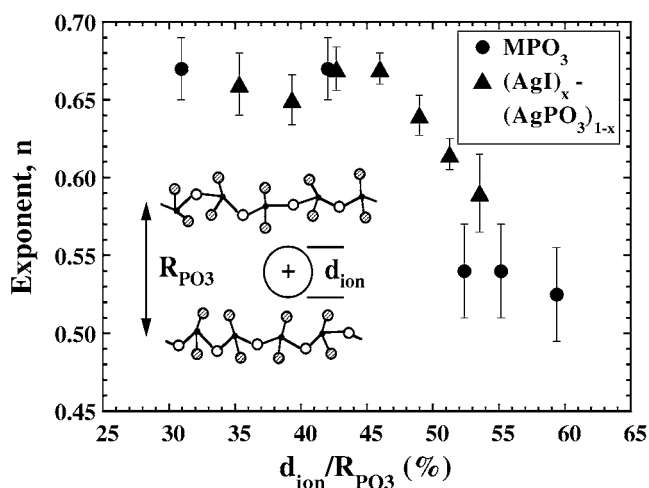 0.70
0.65
0.60
0.55
0.50
0.45
Exponent, n
MPO3
(AgI)x -
(AgPO3)1-x
RPO3
+
dion
25 30 35 40 45 50 55 60 65
dion/RPO3 (%)